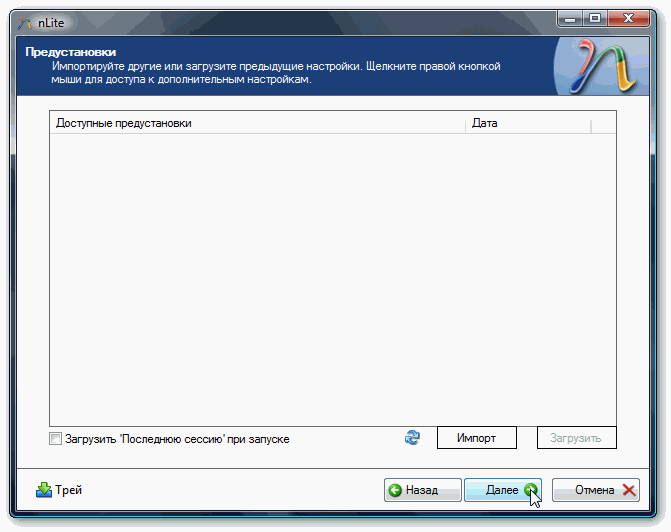 nLite
Предустановки
Импортируйте другие или загрузите предыдущие настройки. Щелкните правой кнопкой
мыши для доступа к дополнительным настройкам.
Доступные предустановки Дата
Загрузить 'Последнюю сессию' при запуске Импорт Загрузить
Трей Назад Далее Отмена